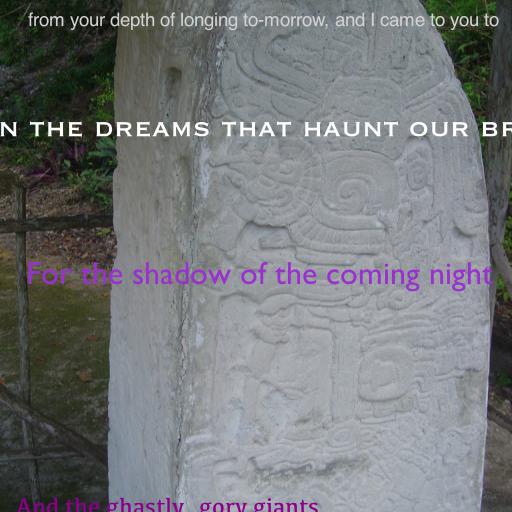 from your depth of longing to-morrow, and I came to you to
THE DREAMS THAT HAUNT OUR
For the shadow of the coming night
And the ghastly, gory giants